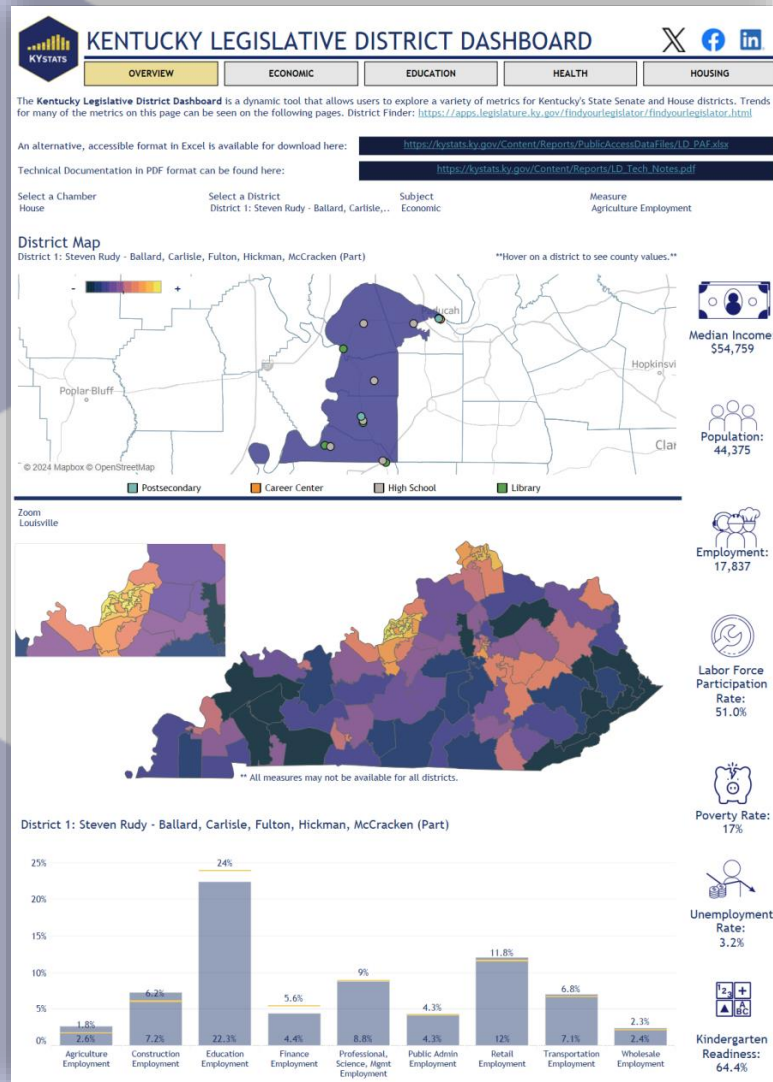 KYSTATS
KENTUCKY LEGISLATIVE DISTRICT DASHBOARD
in
OVERVIEW
ECONOMIC
EDUCATION
HEALTH
HOUSING
The Kentucky Legislative District Dashboard is a dynamic tool that allows users to explore a variety of metrics for Kentucky's State Senate and House districts. Trends
for many of the metrics on this page can be seen on the following pages. District Finder: https://apps.legislature.ky.gov/findyourlegislator/findyourlegislator.html
An alternative, accessible format in Excel is available for download here:
https://kystats.ky.gov/Content/Reports/PublicAccessDataFiles/LD_PAF.xlsx
Technical Documentation in PDF format can be found here:
https://kystats.ky.gov/Content/Reports/LD_Tech_Notes.pdf
Select a Chamber
House
Select a District
District 1: Steven Rudy - Ballard, Carlisle,..
Subject
Economic
Measure
Agriculture Employment
District Map
District 1: Steven Rudy - Ballard, Carlisle, Fulton, Hickman, McCracken (Part)
**Hover on a district to see county values.**
- +
Poplar Bluff
Hopkinsvi
Clar
© 2024 Mapbox © OpenStreetMap
Postsecondary
Career Center
High School
Library
Median Income
$54,759
Population:
44,375
Employment:
17,837
Labor Force
Participation
Rate:
51.0%
Poverty Rate:
17%
Unemployment
Rate:
3.2%
1 2 3 +
A B C
Kindergarten
Readiness:
64.4%
Zoom
Louisville
** All measures may not be available for all districts.
District 1: Steven Rudy - Ballard, Carlisle, Fulton, Hickman, McCracken (Part)
25%
20%
15%
10%
5%
0%
1.8%
6.2%
24%
5.6%
9%
4.3%
11.8%
6.8%
2.3%
2.6%
7.2%
22.3%
4.4%
8.8%
4.3%
12%
7.1%
2.4%
Agriculture
Employment
Construction
Employment
Education
Employment
Finance
Employment
Professional,
Science, Mgmt
Employment
Public Admin
Employment
Retail
Employment
Transportation
Employment
Wholesale
Employment